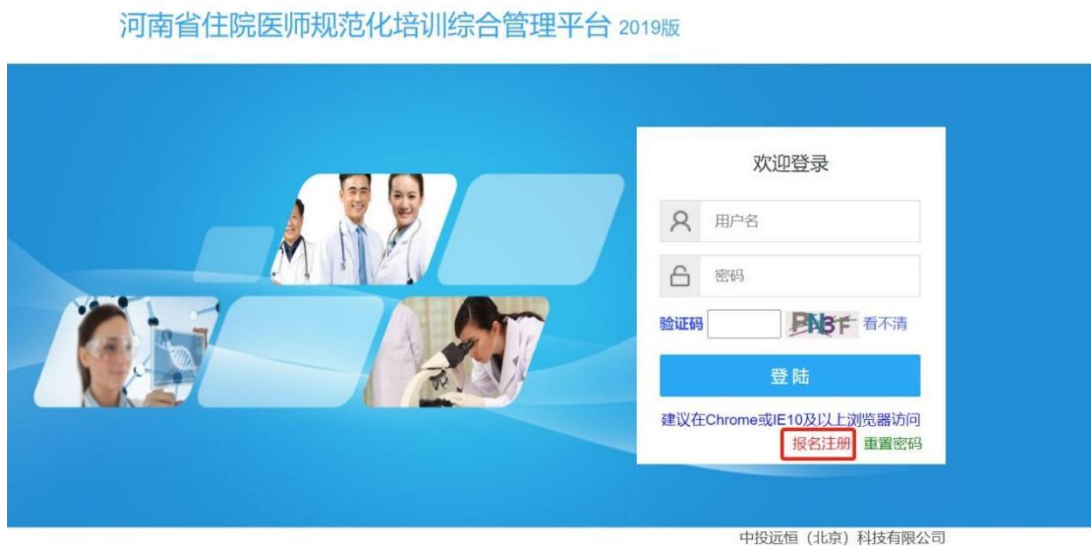 河南省住院医师规范化培训综合管理平台 2019版
欢迎登录
用户名
密码
验证码 PN3F 看不清
登陆
建议在Chrome或IE10及以上浏览器访问
报名注册 重置密码
中投远恒（北京）科技有限公司